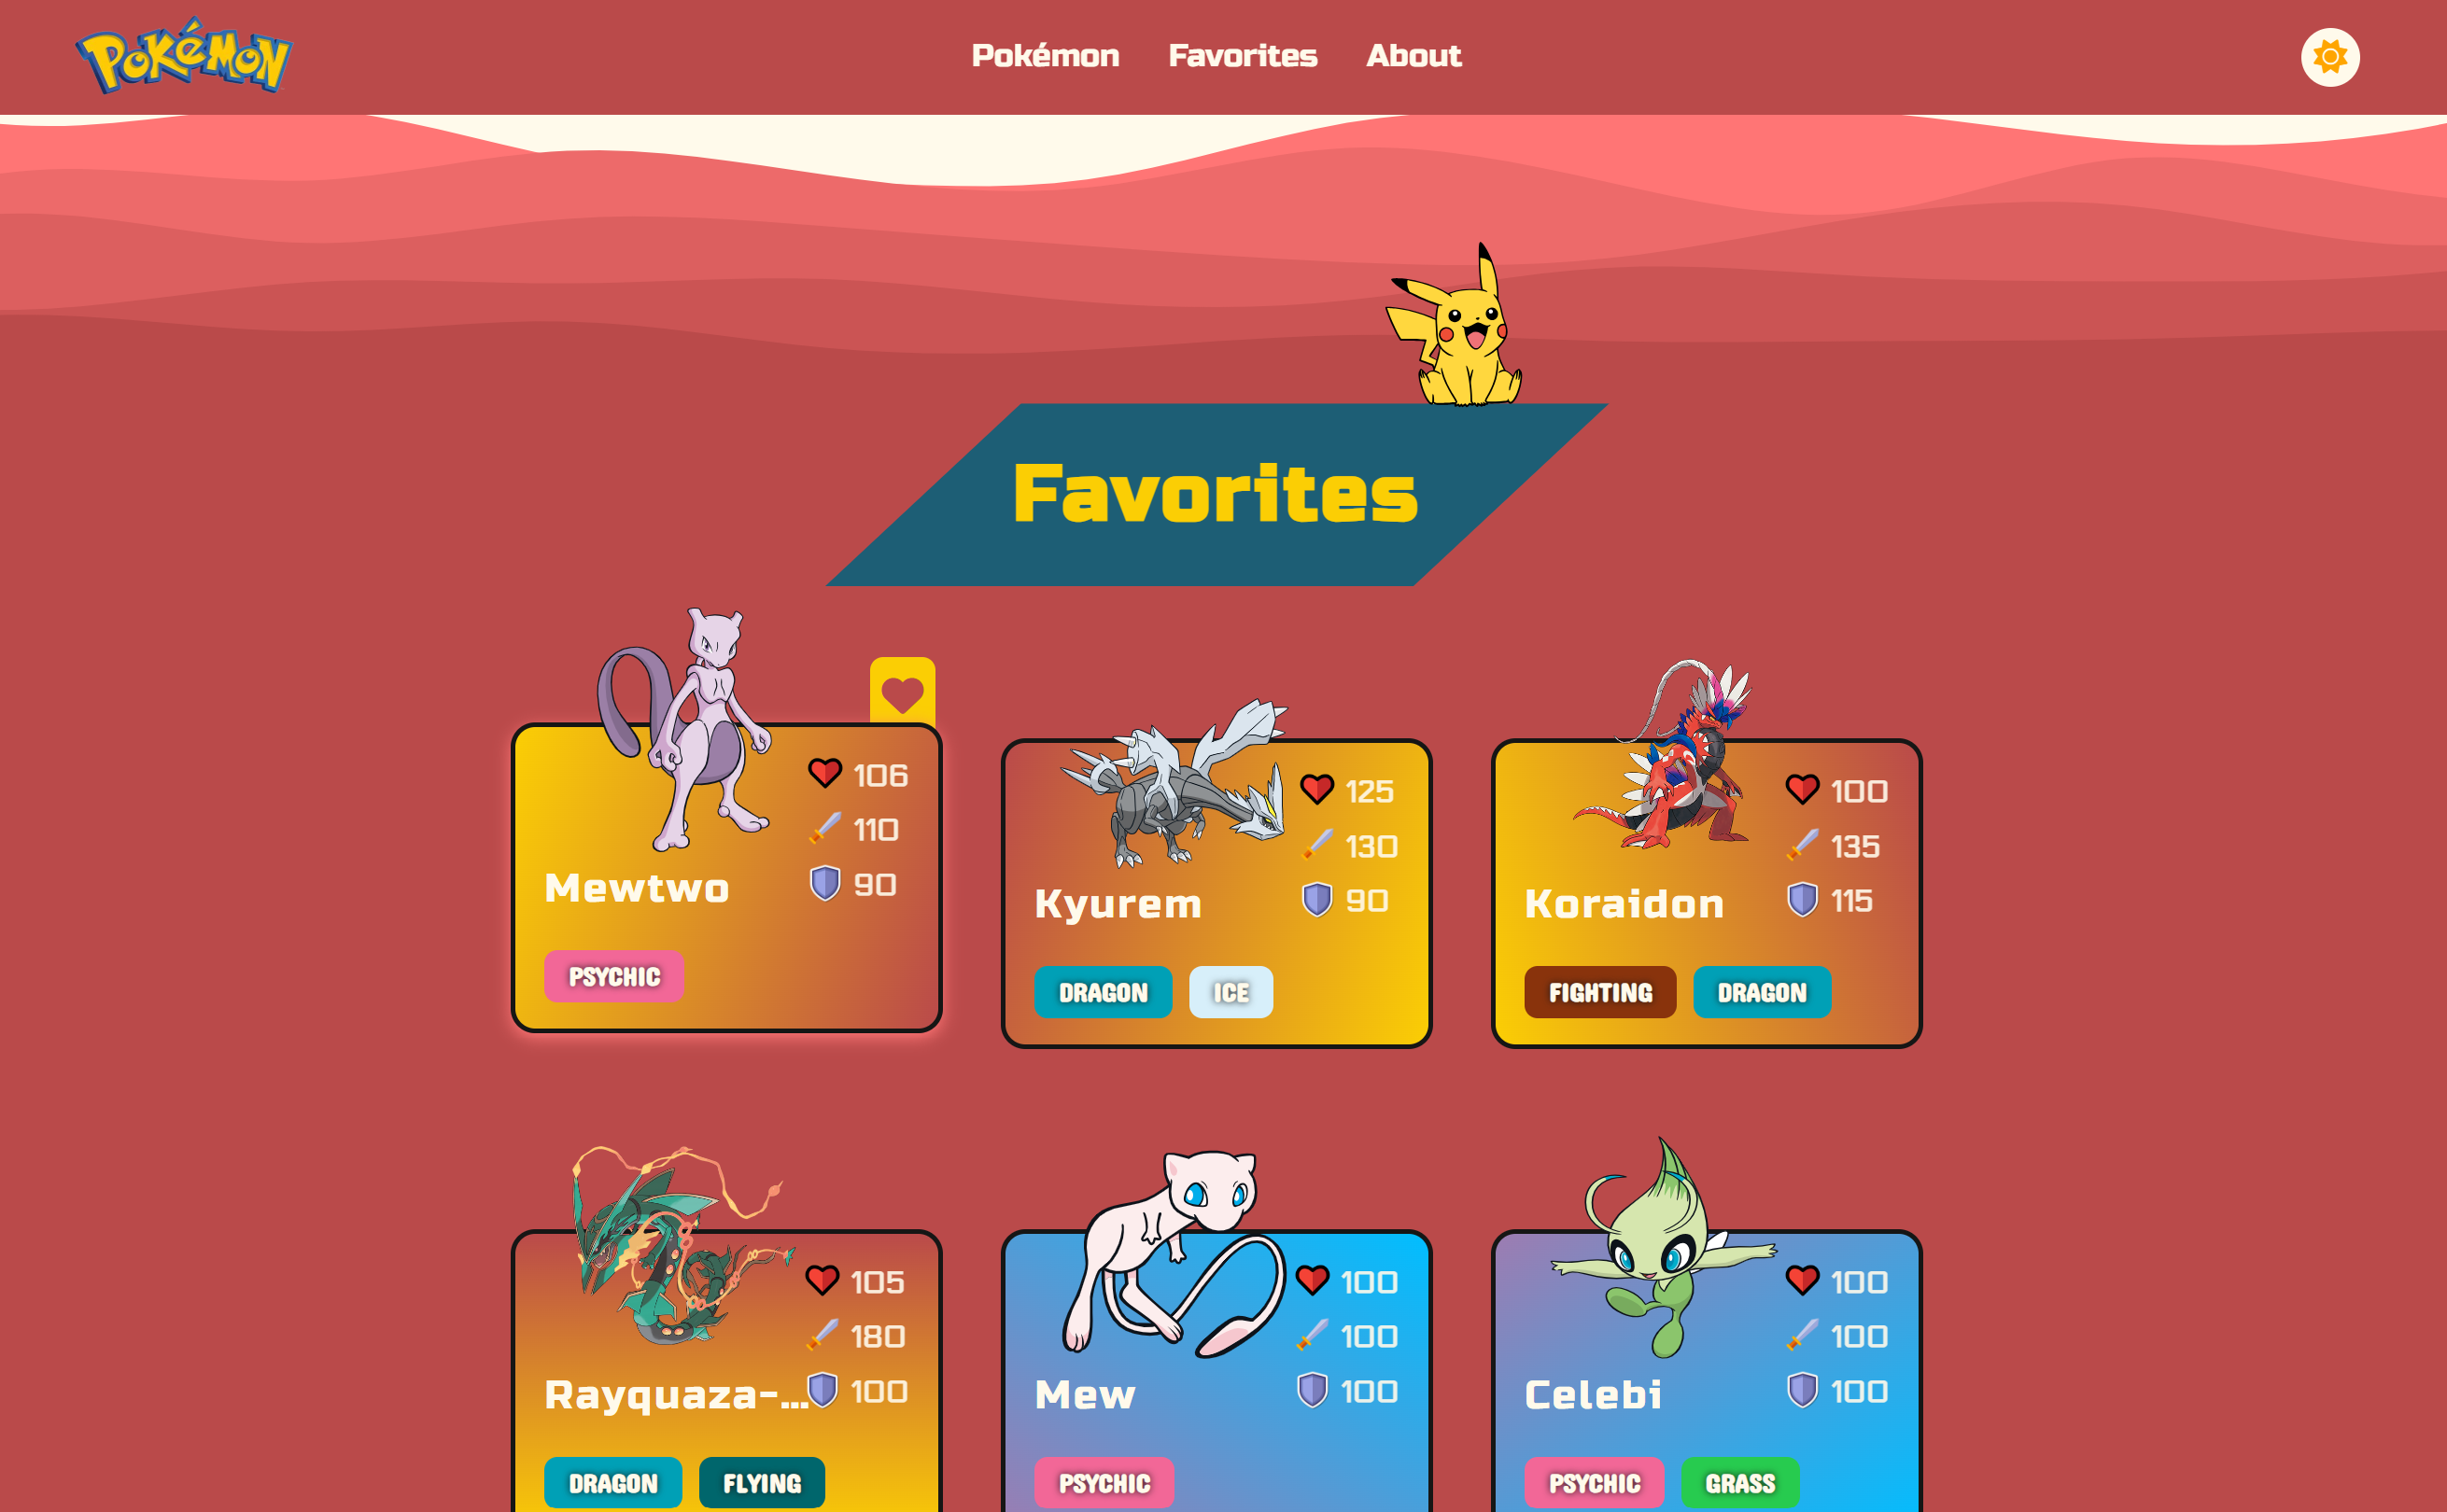 Pokémon
Pokémon Favorites About
Favorites
106
110
Mewtwo 90
PSYCHIC
125
130
Kyurem 90
DRAGON ICE
100
135
Koraidon 115
FIGHTING DRAGON
105
180
Rayquaza-... 100
DRAGON FLYING
100
100
Mew 100
PSYCHIC
100
100
Celebi 100
PSYCHIC GRASS